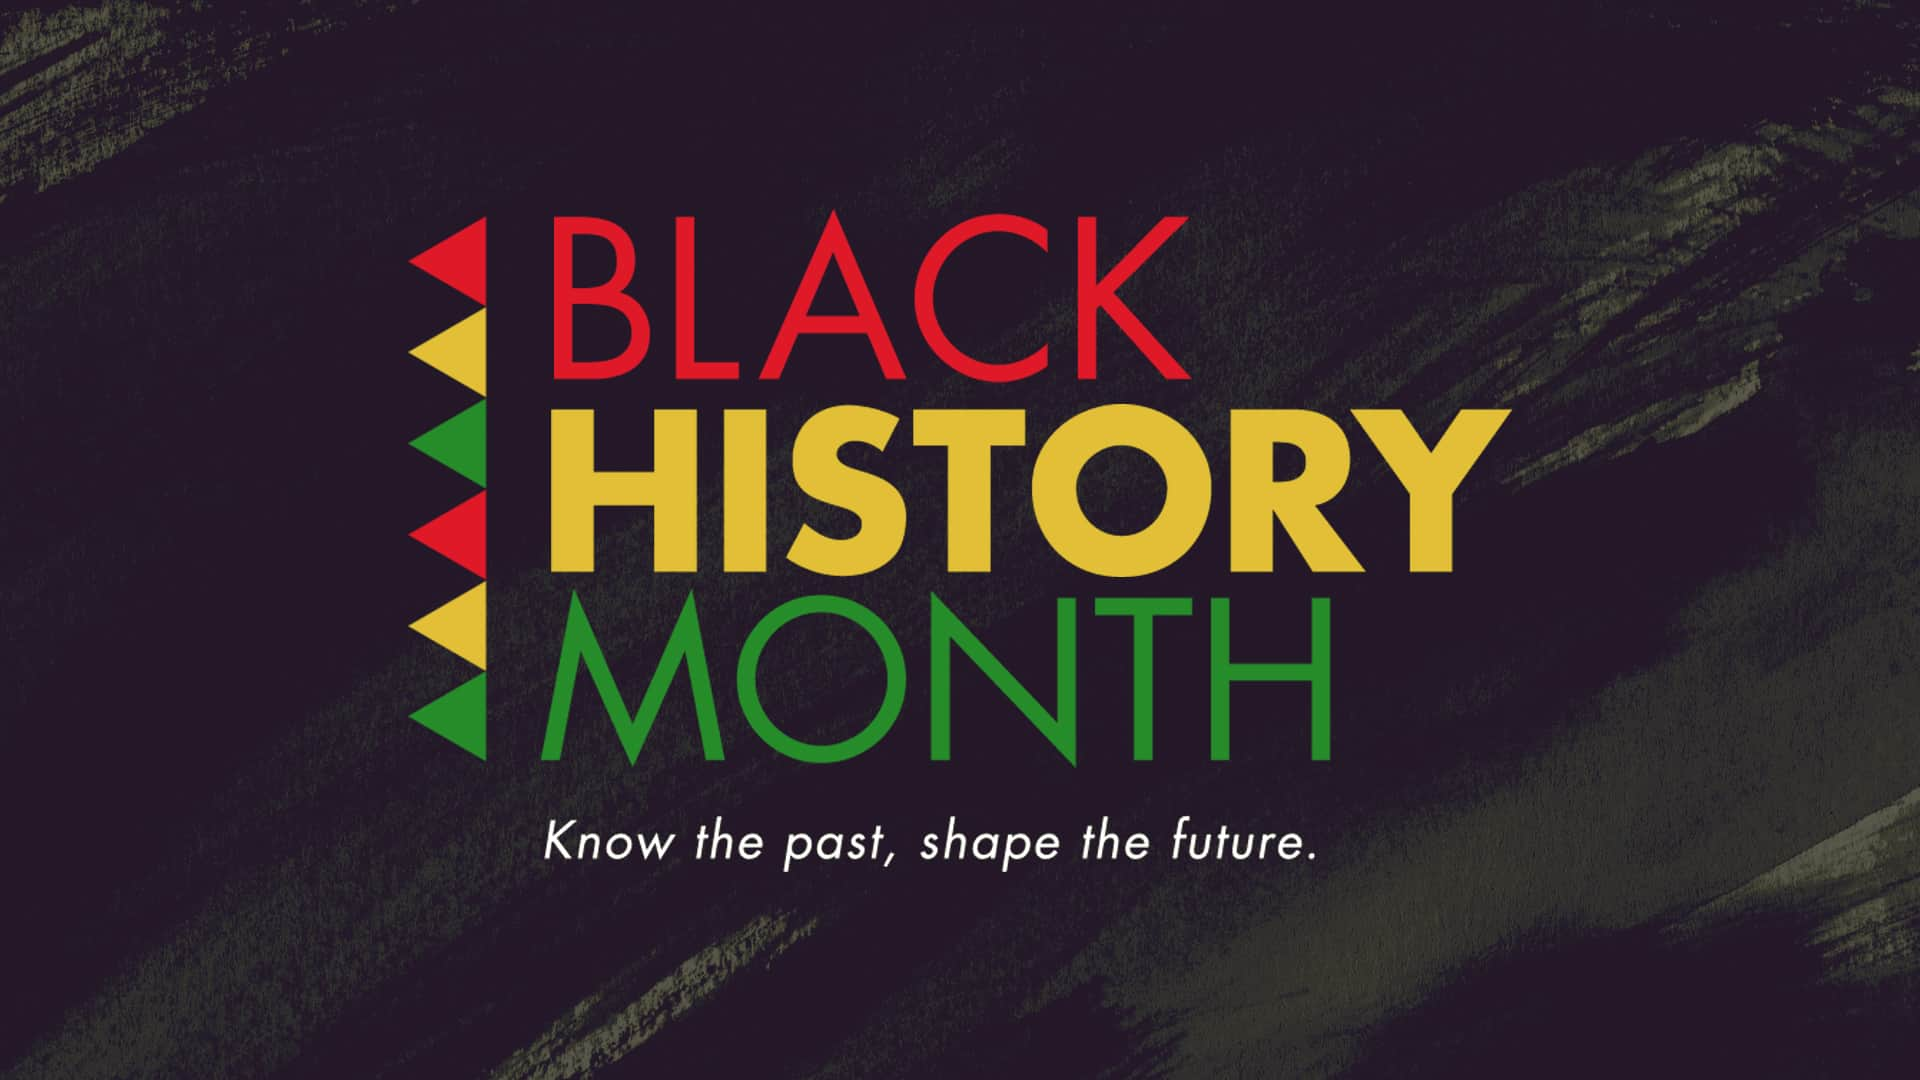 BLACK
HISTORY
MONTH
Know the past, shape the future.